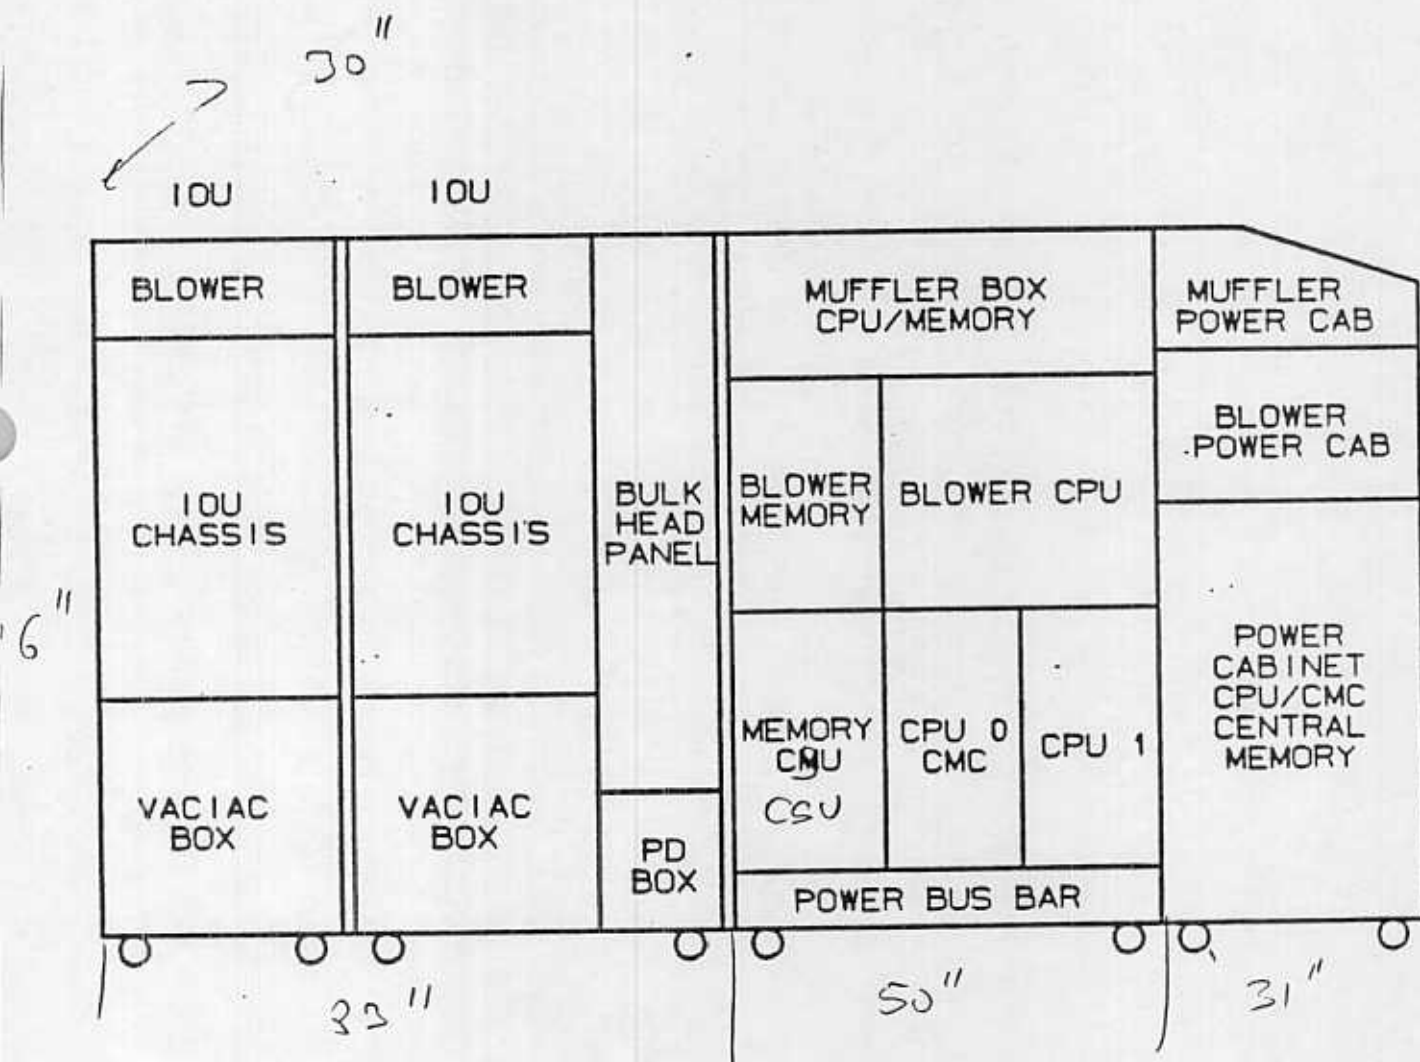 30"
IOU
IOU
BLOWER
BLOWER
MUFFLER BOX
CPU/MEMORY
MUFFLER
POWER CAB
BLOWER
POWER CAB
IOU
CHASSIS
IOU
CHASSIS
BULK
HEAD
PANEL
BLOWER
MEMORY
BLOWER CPU
6"
POWER
CABINET
CPU/CMC
CENTRAL
MEMORY
MEMORY
CSU
CPU 0
CMC
CPU 1
VACIAC
BOX
VACIAC
BOX
PD
BOX
POWER BUS BAR
33"
50"
31"